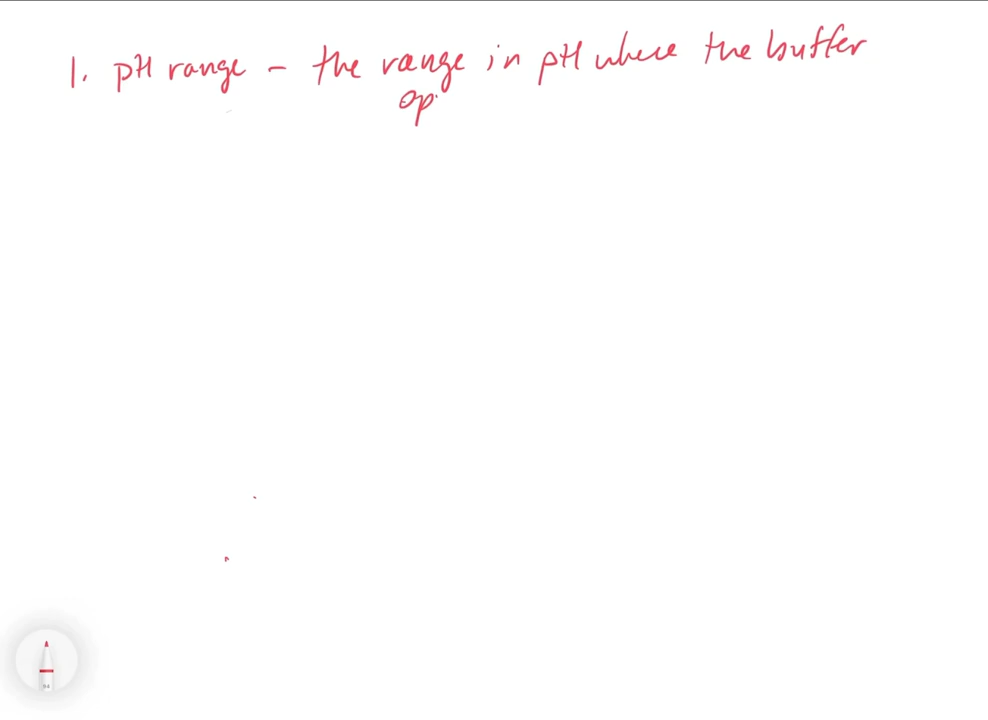 1. pH range - the range in pH where the buffer
op